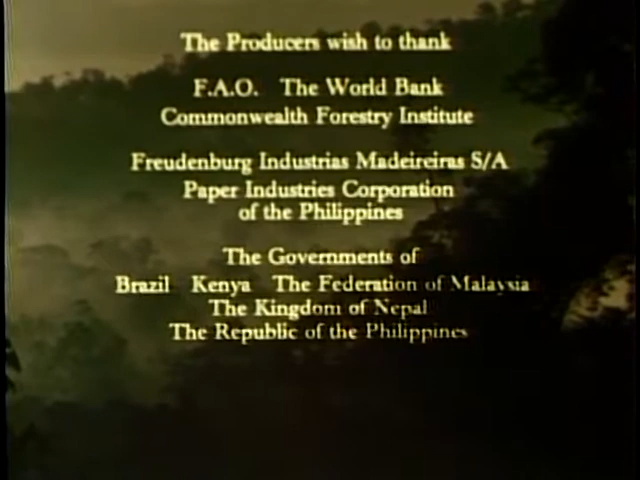 The Producers wish to thank
F.A.O. The World Bank
Commonwealth Forestry Institute
Freudenburg Industrias Madeireiras S/A
Paper Industries Corporation
of the Philippines
The Governments of
Brazil Kenya The Federation of Malaysia
The Kingdom of Nepal
The Republic of the Philippines